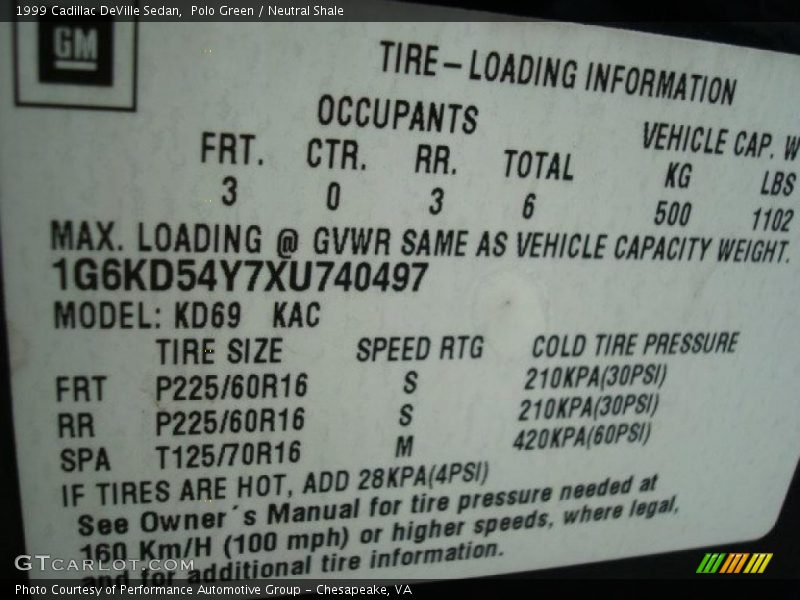 1999 Cadillac DeVille Sedan,  Polo Green / Neutral Shale
GM
TIRE-LOADING INFORMATION
OCCUPANTS VEHICLE CAP. W
FRT. CTR. RR. TOTAL KG LBS
3 0 3 6 500 1102
MAX. LOADING @ GVWR SAME AS VEHICLE CAPACITY WEIGHT.
1G6KD54Y7XU740497
MODEL: KD69 KAC
TIRE SIZE SPEED RTG COLD TIRE PRESSURE
FRT P225/60R16 S 210KPA(30PSI)
RR P225/60R16 S 210KPA(30PSI)
SPA T125/70R16 M 420KPA(60PSI)
IF TIRES ARE HOT, ADD 28KPA(4PSI)
See Owner´s Manual for tire pressure needed at
160 Km/H (100 mph) or higher speeds, where legal,
and for additional tire information.
GTcarlot.com
Photo Courtesy of Performance Automotive Group - Chesapeake, VA